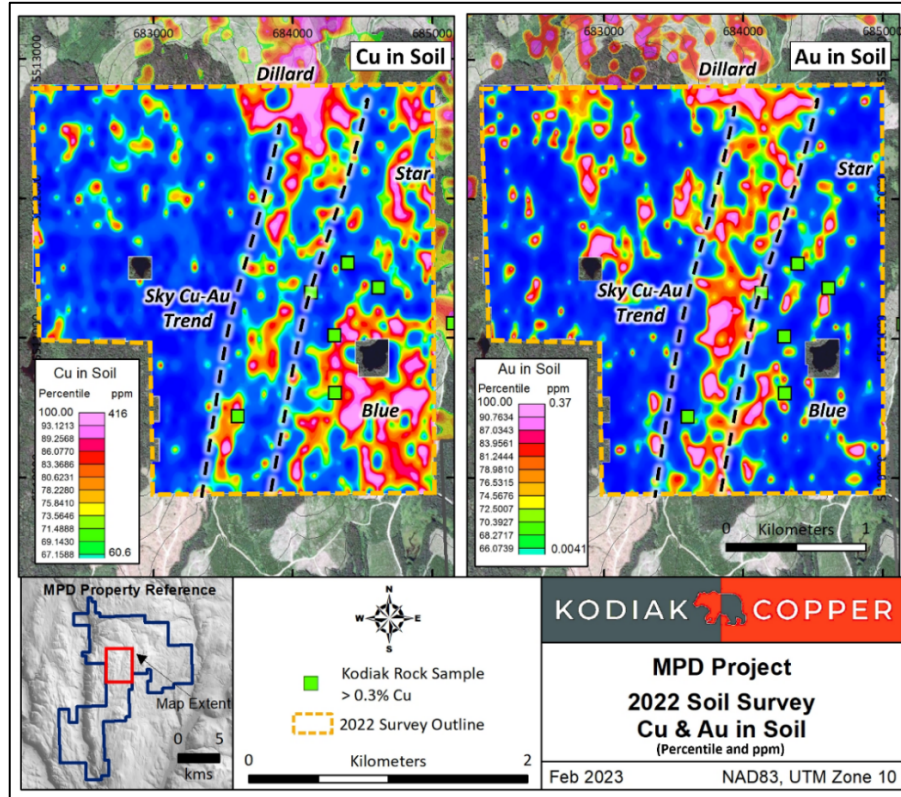 683000
684000
685000
5513000
Cu in Soil
Dillard
Star
Sky Cu-Au
Trend
Blue
Cu in Soil
Percentile ppm
100.00 416
93.1213
89.2568
86.0770
83.3686
80.6231
78.2280
75.8410
73.5646
71.4888
69.1430
67.1588 60.6
683000
684000
685000
Au in Soil
Dillard
Star
Sky Cu-Au
Trend
Blue
Au in Soil
Percentile ppm
100.00 0.37
90.7634
87.0343
83.9561
81.2444
78.9810
76.5315
74.5676
72.5007
70.3927
68.2717
66.0739 0.0041
Kilometers
0 1
MPD Property Reference
Map Extent
0 5
kms
N
W E
S
Kodiak Rock Sample
> 0.3% Cu
2022 Survey Outline
Kilometers
0 2
KODIAK COPPER
MPD Project
2022 Soil Survey
Cu & Au in Soil
(Percentile and ppm)
Feb 2023 NAD83, UTM Zone 10